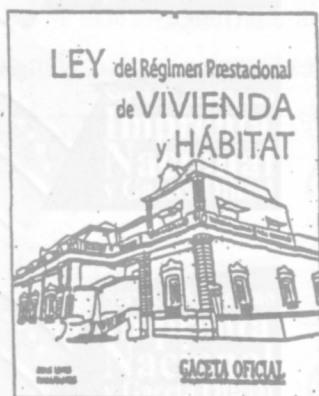 LEY del Régimen Prestacional
de VIVIENDA
y HÁBITAT
GACETA OFICIAL